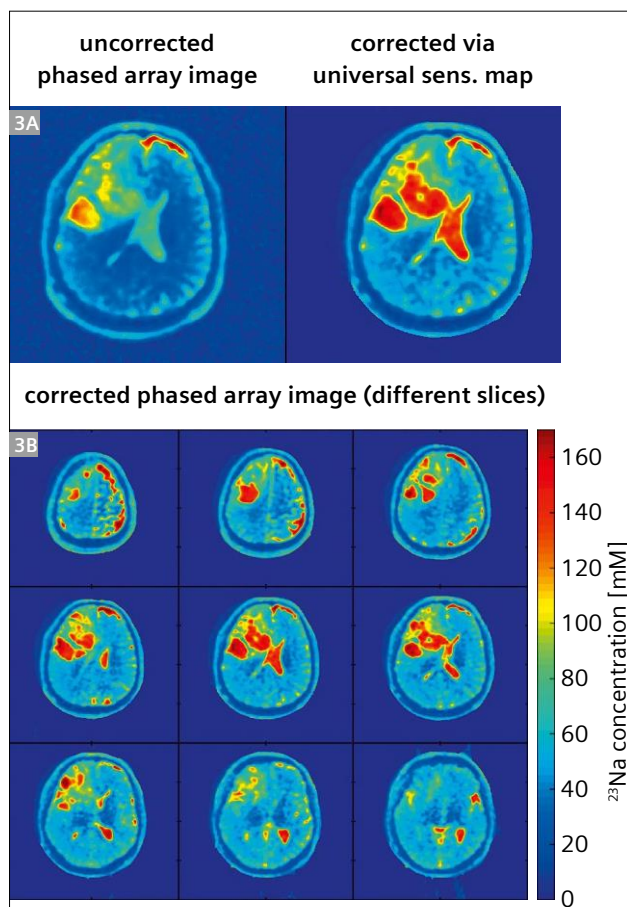 uncorrected
phased array image
corrected via
universal sens. map
3A
corrected phased array image (different slices)
3B
160
140
120
100
80
60
40
20
0
²³Na concentration [mM]